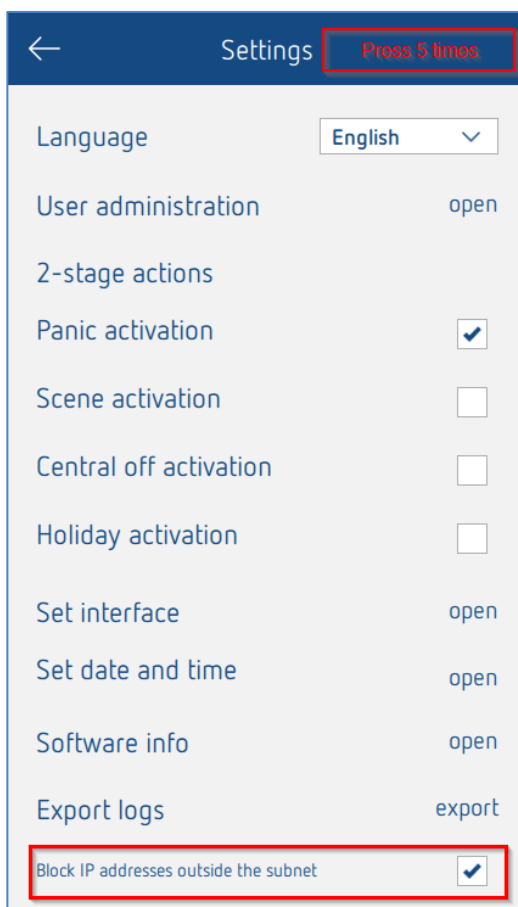 Settings Press 5 times
Language English
User administration open
2-stage actions
Panic activation
Scene activation
Central off activation
Holiday activation
Set interface open
Set date and time open
Software info open
Export logs export
Block IP addresses outside the subnet